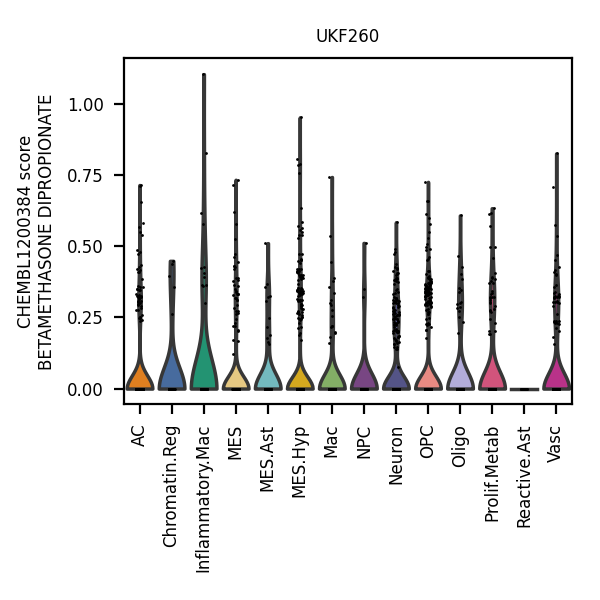 UKF260
CHEMBL1200384 score
BETAMETHASONE DIPROPIONATE
1.00
0.75
0.50
0.25
0.00
AC
Chromatin.Reg
Inflammatory.Mac
MES
MES.Ast
MES.Hyp
Mac
NPC
Neuron
OPC
Oligo
Prolif.Metab
Reactive.Ast
Vasc